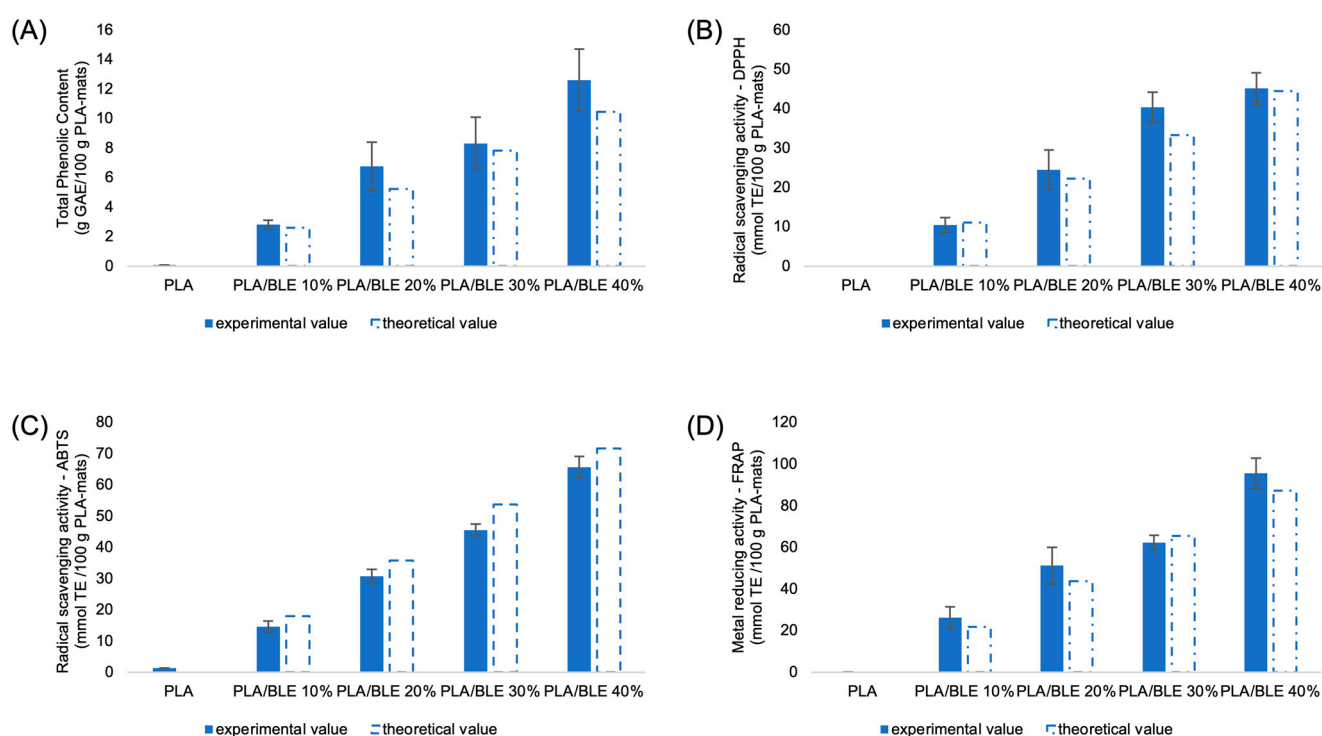 (A)
Total Phenolic Content
(g GAE/100 g PLA-mats)
16
14
12
10
8
6
4
2
0
PLA PLA/BLE 10% PLA/BLE 20% PLA/BLE 30% PLA/BLE 40%
experimental value theoretical value
(B)
Radical scavenging activity - DPPH
(mmol TE/100 g PLA-mats)
60
50
40
30
20
10
0
PLA PLA/BLE 10% PLA/BLE 20% PLA/BLE 30% PLA/BLE 40%
experimental value theoretical value
(C)
Radical scavenging activity - ABTS
(mmol TE /100 g PLA-mats)
80
70
60
50
40
30
20
10
0
PLA PLA/BLE 10% PLA/BLE 20% PLA/BLE 30% PLA/BLE 40%
experimental value theoretical value
(D)
Metal reducing activity - FRAP
(mmol TE /100 g PLA-mats)
120
100
80
60
40
20
0
PLA PLA/BLE 10% PLA/BLE 20% PLA/BLE 30% PLA/BLE 40%
experimental value theoretical value